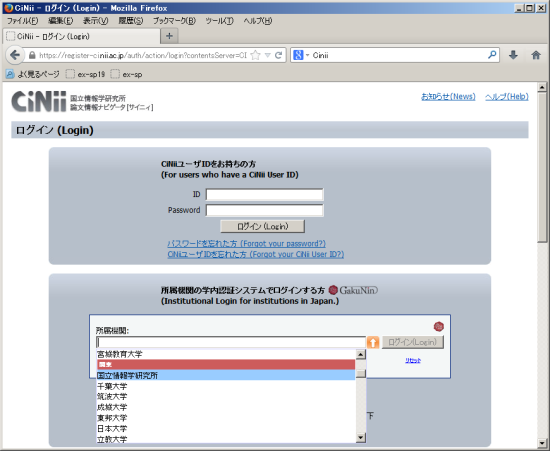 CiNii - ログイン (Login) - Mozilla Firefox
ファイル(F) 編集(E) 表示(V) 履歴(S) ブックマーク(B) ツール(T) ヘルプ(H)
CiNii - ログイン (Login)
https://register-ci.nii.ac.jp/auth/action/login?contentsServer=CI
Cinii
よく見るページ ex-sp19 ex-sp
CiNii 国立情報学研究所
論文情報ナビゲータ[サイニィ]
お知らせ(News) ヘルプ(Help)
ログイン (Login)
CiNiiユーザIDをお持ちの方
(For users who have a CiNii User ID)
ID
Password
ログイン(Login)
パスワードを忘れた方 (Forgot your password?)
CiNiiユーザIDを忘れた方 (Forgot your CiNii User ID?)
所属機関の学内認証システムでログインする方 GakuNin
(Institutional Login for institutions in Japan.)
所属機関:
ログイン(Login)
リセット
宮城教育大学
関東
国立情報学研究所
千葉大学
筑波大学
成城大学
東邦大学
日本大学
立教大学
下